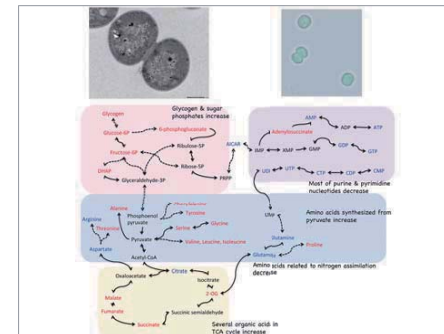 Glycogen & sugar
phosphates increase
Glycogen
Glucose-6P
6-phosphogluconate
Fructose-6P
Ribulose-5P
Ribose-5P
DHAP
Glyceraldehyde-3P
PRPP
AICAR
IMP
Adenylosuccinate
AMP
ADP
ATP
XMP
GMP
GDP
GTP
UTP
CTP
CDP
CMP
Most of purine & pyrimidine
nucleotides decrease
UMP
Alanine
Phosphoenol
pyruvate
Tyrosine
Amino acids synthesized from
pyruvate increase
Arginine
Threonine
Serine
Glycine
Pyruvate
Valine, Leucine, Isoleucine
Glutamine
Aspartate
Acetyl-CoA
Glutamate
Proline
Amino acids related to nitrogen assimilation
decrease
Oxaloacetate
Citrate
Isocitrate
2-OG
Malate
Fumarate
Succinic semialdehyde
Succinate
Several organic acids in
TCA cycle increase